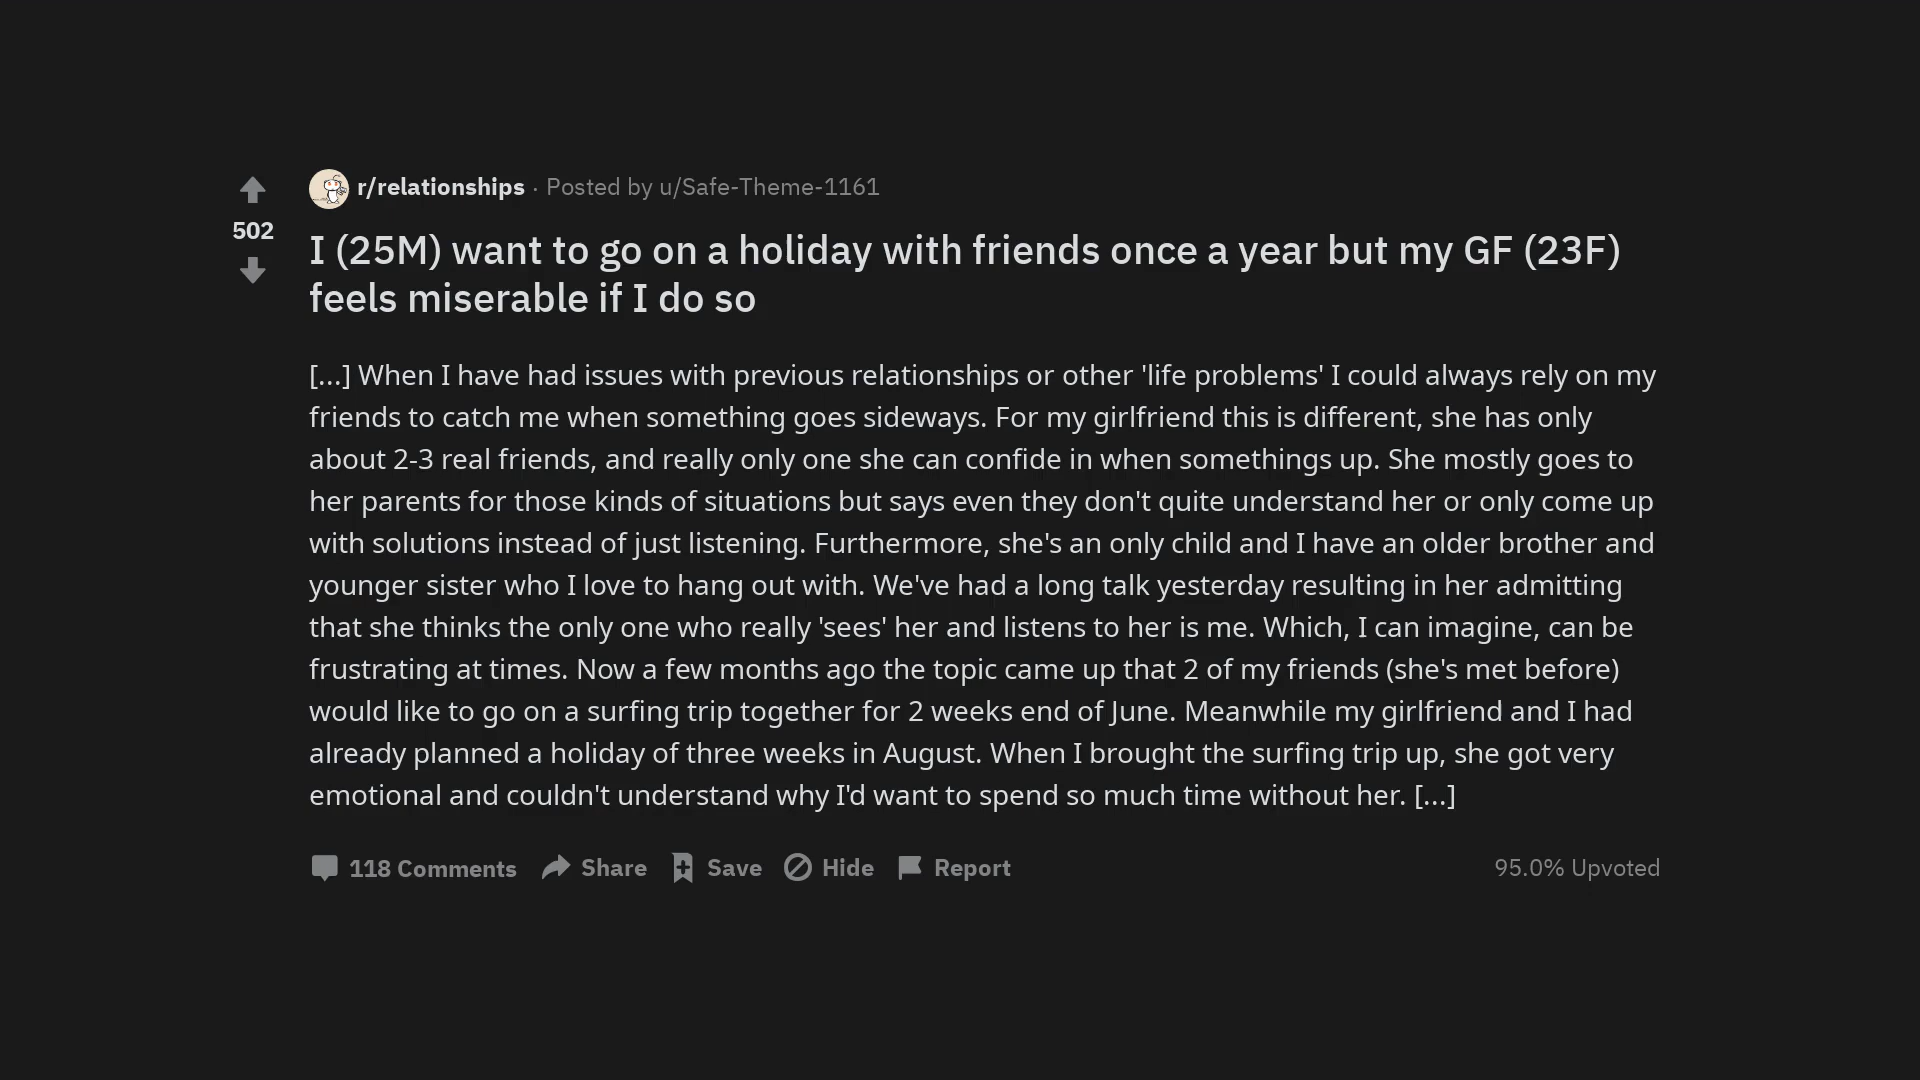 r/relationships · Posted by u/Safe-Theme-1161
502
I (25M) want to go on a holiday with friends once a year but my GF (23F)
feels miserable if I do so
[...] When I have had issues with previous relationships or other 'life problems' I could always rely on my
friends to catch me when something goes sideways. For my girlfriend this is different, she has only
about 2-3 real friends, and really only one she can confide in when somethings up. She mostly goes to
her parents for those kinds of situations but says even they don't quite understand her or only come up
with solutions instead of just listening. Furthermore, she's an only child and I have an older brother and
younger sister who I love to hang out with. We've had a long talk yesterday resulting in her admitting
that she thinks the only one who really 'sees' her and listens to her is me. Which, I can imagine, can be
frustrating at times. Now a few months ago the topic came up that 2 of my friends (she's met before)
would like to go on a surfing trip together for 2 weeks end of June. Meanwhile my girlfriend and I had
already planned a holiday of three weeks in August. When I brought the surfing trip up, she got very
emotional and couldn't understand why I'd want to spend so much time without her. [...]
118 Comments Share Save Hide Report 95.0% Upvoted